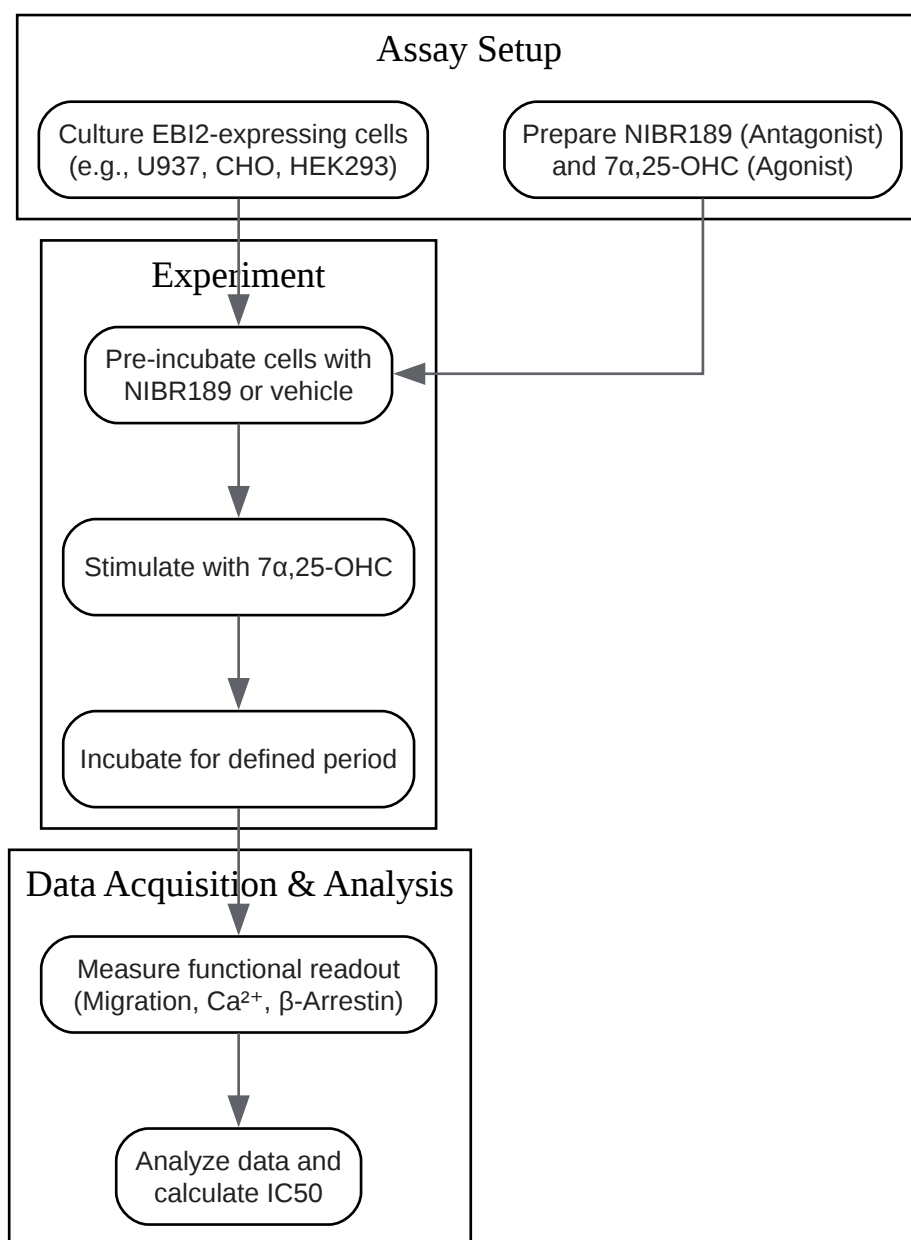 Assay Setup
Culture EBI2-expressing cells
(e.g., U937, CHO, HEK293)
Prepare NIBR189 (Antagonist)
and 7α,25-OHC (Agonist)
Experiment
Pre-incubate cells with
NIBR189 or vehicle
Stimulate with 7α,25-OHC
Incubate for defined period
Data Acquisition & Analysis
Measure functional readout
(Migration, Ca²⁺, β-Arrestin)
Analyze data and
calculate IC50